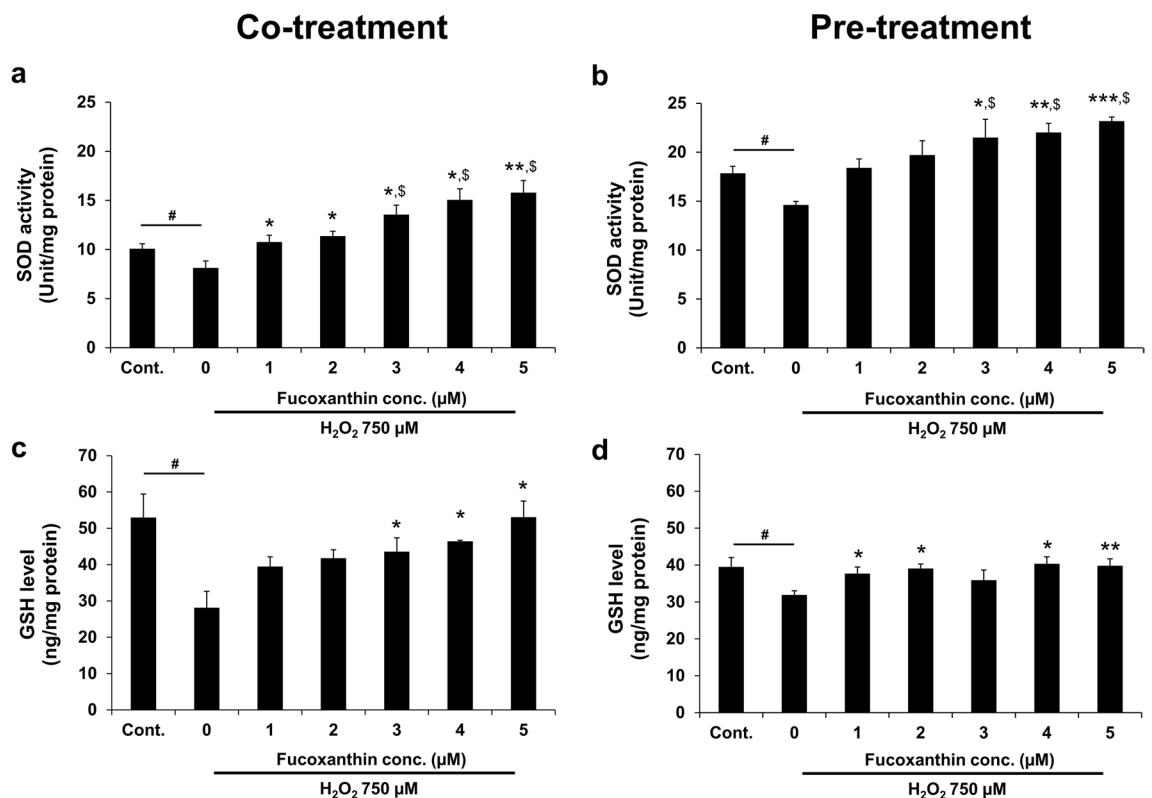 Co-treatment
Pre-treatment
a
SOD activity
(Unit/mg protein)
25
20
15
10
5
0
#
*
*
*,$
*,$
**,$
Cont. 0 1 2 3 4 5
Fucoxanthin conc. (µM)
H₂O₂ 750 µM
b
SOD activity
(Unit/mg protein)
25
20
15
10
5
0
#
*,$
**,$
***,$
Cont. 0 1 2 3 4 5
Fucoxanthin conc. (µM)
H₂O₂ 750 µM
c
GSH level
(ng/mg protein)
70
60
50
40
30
20
10
0
#
*
*
*
Cont. 0 1 2 3 4 5
Fucoxanthin conc. (µM)
H₂O₂ 750 µM
d
GSH level
(ng/mg protein)
70
60
50
40
30
20
10
0
#
*
*
*
**
Cont. 0 1 2 3 4 5
Fucoxanthin conc. (µM)
H₂O₂ 750 µM